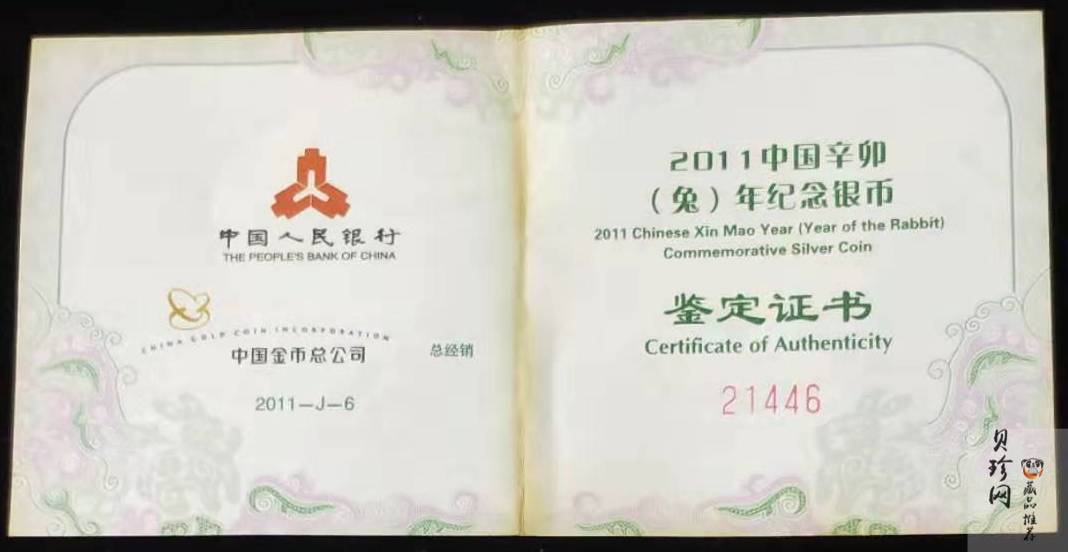 中国人民银行
THE PEOPLE'S BANK OF CHINA
CHINA GOLD COIN INCORPORATION
中国金币总公司
总经销
2011—J—6
2011中国辛卯
（兔）年纪念银币
2011 Chinese Xin Mao Year (Year of the Rabbit)
Commemorative Silver Coin
鉴定证书
Certificate of Authenticity
21446
贝珍网
藏品推荐